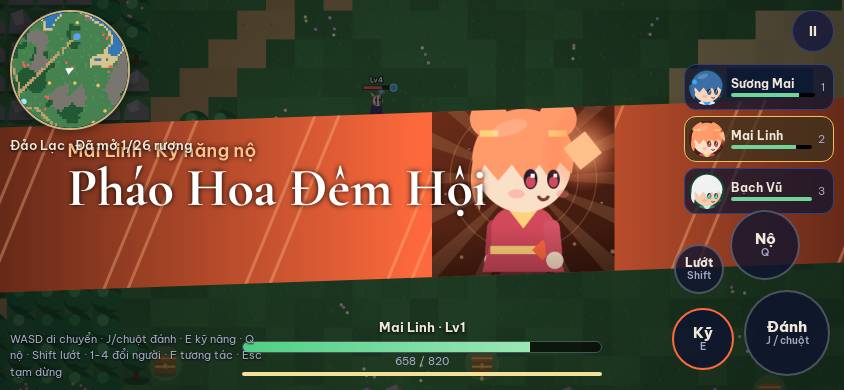 Lv4
Sương Mai 1
Đảo Lạc · Đã mở 1/26 rương
Mai Linh · Kỹ năng nộ
Mai Linh 2
Pháo Hoa Đêm Hội
Bạch Vũ 3
Nộ
Q
Lướt
Shift
Mai Linh · Lv1
Kỹ
E
Đánh
J / chuột
WASD di chuyển · J/chuột đánh · E kỹ năng · Q
nộ · Shift lướt · 1-4 đổi người · F tương tác · Esc
tạm dừng
658 / 820